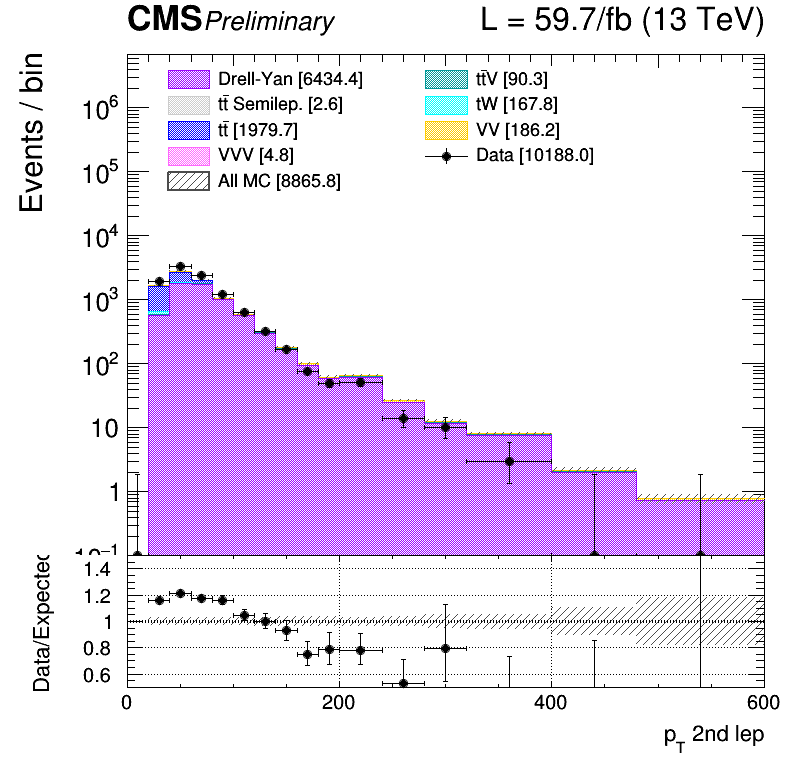 CMS Preliminary L = 59.7/fb (13 TeV)
Events / bin
Drell-Yan [6434.4]
tt̄ Semilep. [2.6]
tt̄ [1979.7]
VVV [4.8]
All MC [8865.8]
tt̄V [90.3]
tW [167.8]
VV [186.2]
Data [10188.0]
10⁶
10⁵
10⁴
10³
10²
10
1
10⁻¹
Data/Expected
1.4
1.2
1
0.8
0.6
0 200 400 600
p_T 2nd lep